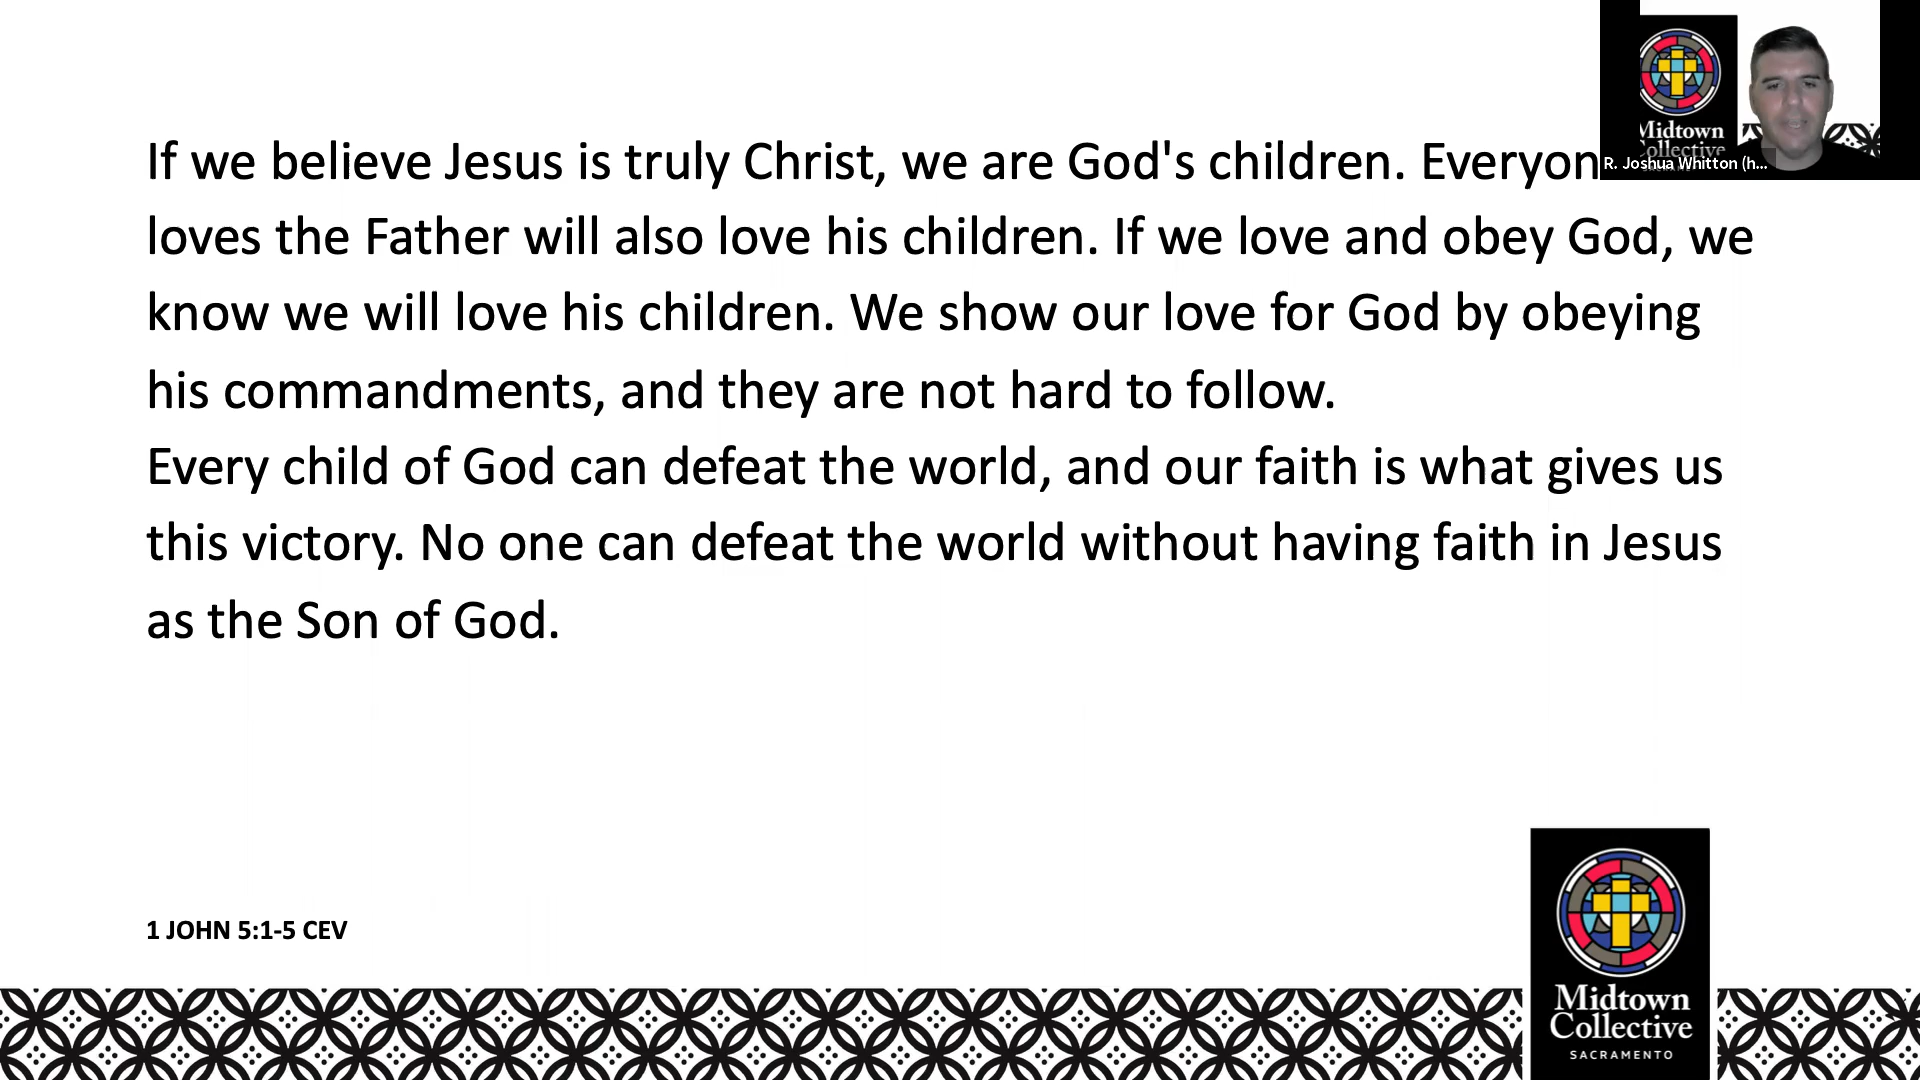 If we believe Jesus is truly Christ, we are God's children. Everyon
loves the Father will also love his children. If we love and obey God, we
know we will love his children. We show our love for God by obeying
his commandments, and they are not hard to follow.
Every child of God can defeat the world, and our faith is what gives us
this victory. No one can defeat the world without having faith in Jesus
as the Son of God.
1 JOHN 5:1-5 CEV
Midtown
Collective
R. Joshua Whitton (h...
Midtown
Collective
SACRAMENTO